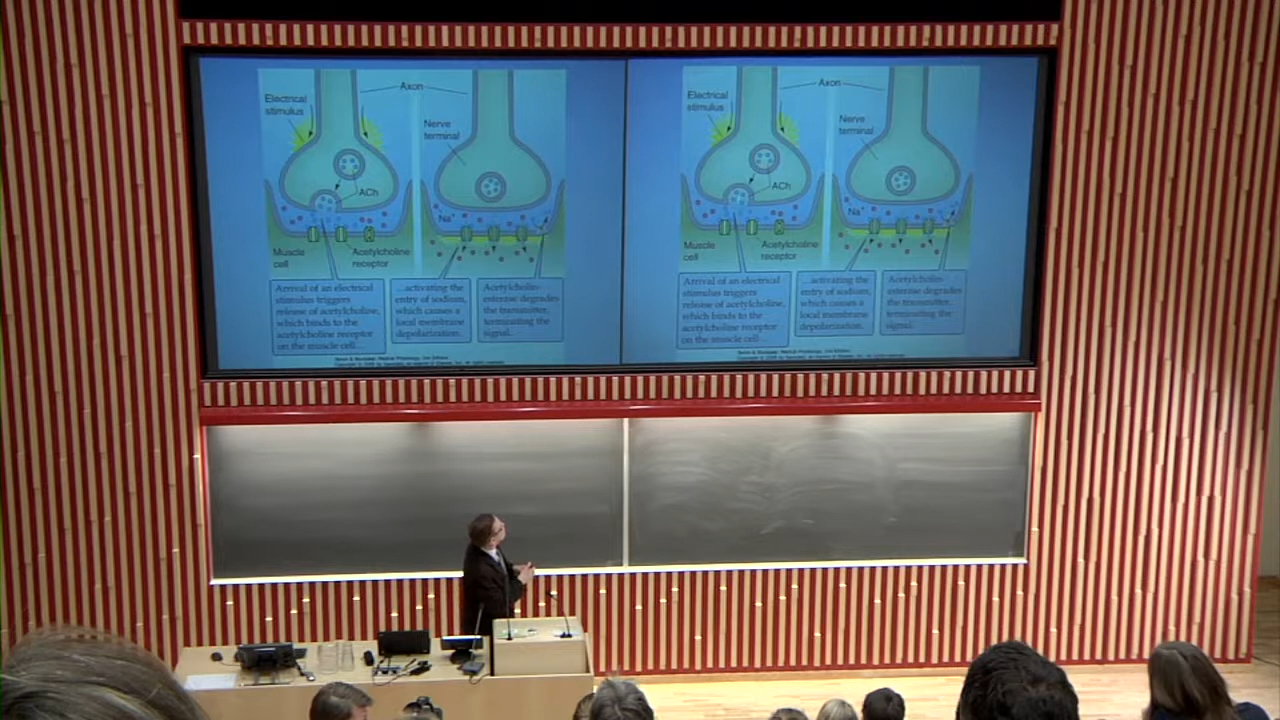 Electrical
stimulus
Axon
Nerve
terminal
ACh
Na+
Muscle
cell
Acetylcholine
receptor
Arrival of an electrical
stimulus triggers
release of acetylcholine,
which binds to the
acetylcholine receptor
on the muscle cell...
...activating the
entry of sodium,
which causes a
local membrane
depolarization.
Acetylcholin-
esterase degrades
the transmitter,
terminating the
signal.
Electrical
stimulus
Axon
Nerve
terminal
ACh
Na+
Muscle
cell
Acetylcholine
receptor
Arrival of an electrical
stimulus triggers
release of acetylcholine,
which binds to the
acetylcholine receptor
on the muscle cell...
...activating the
entry of sodium,
which causes a
local membrane
depolarization.
Acetylcholin-
esterase degrades
the transmitter,
terminating the
signal.